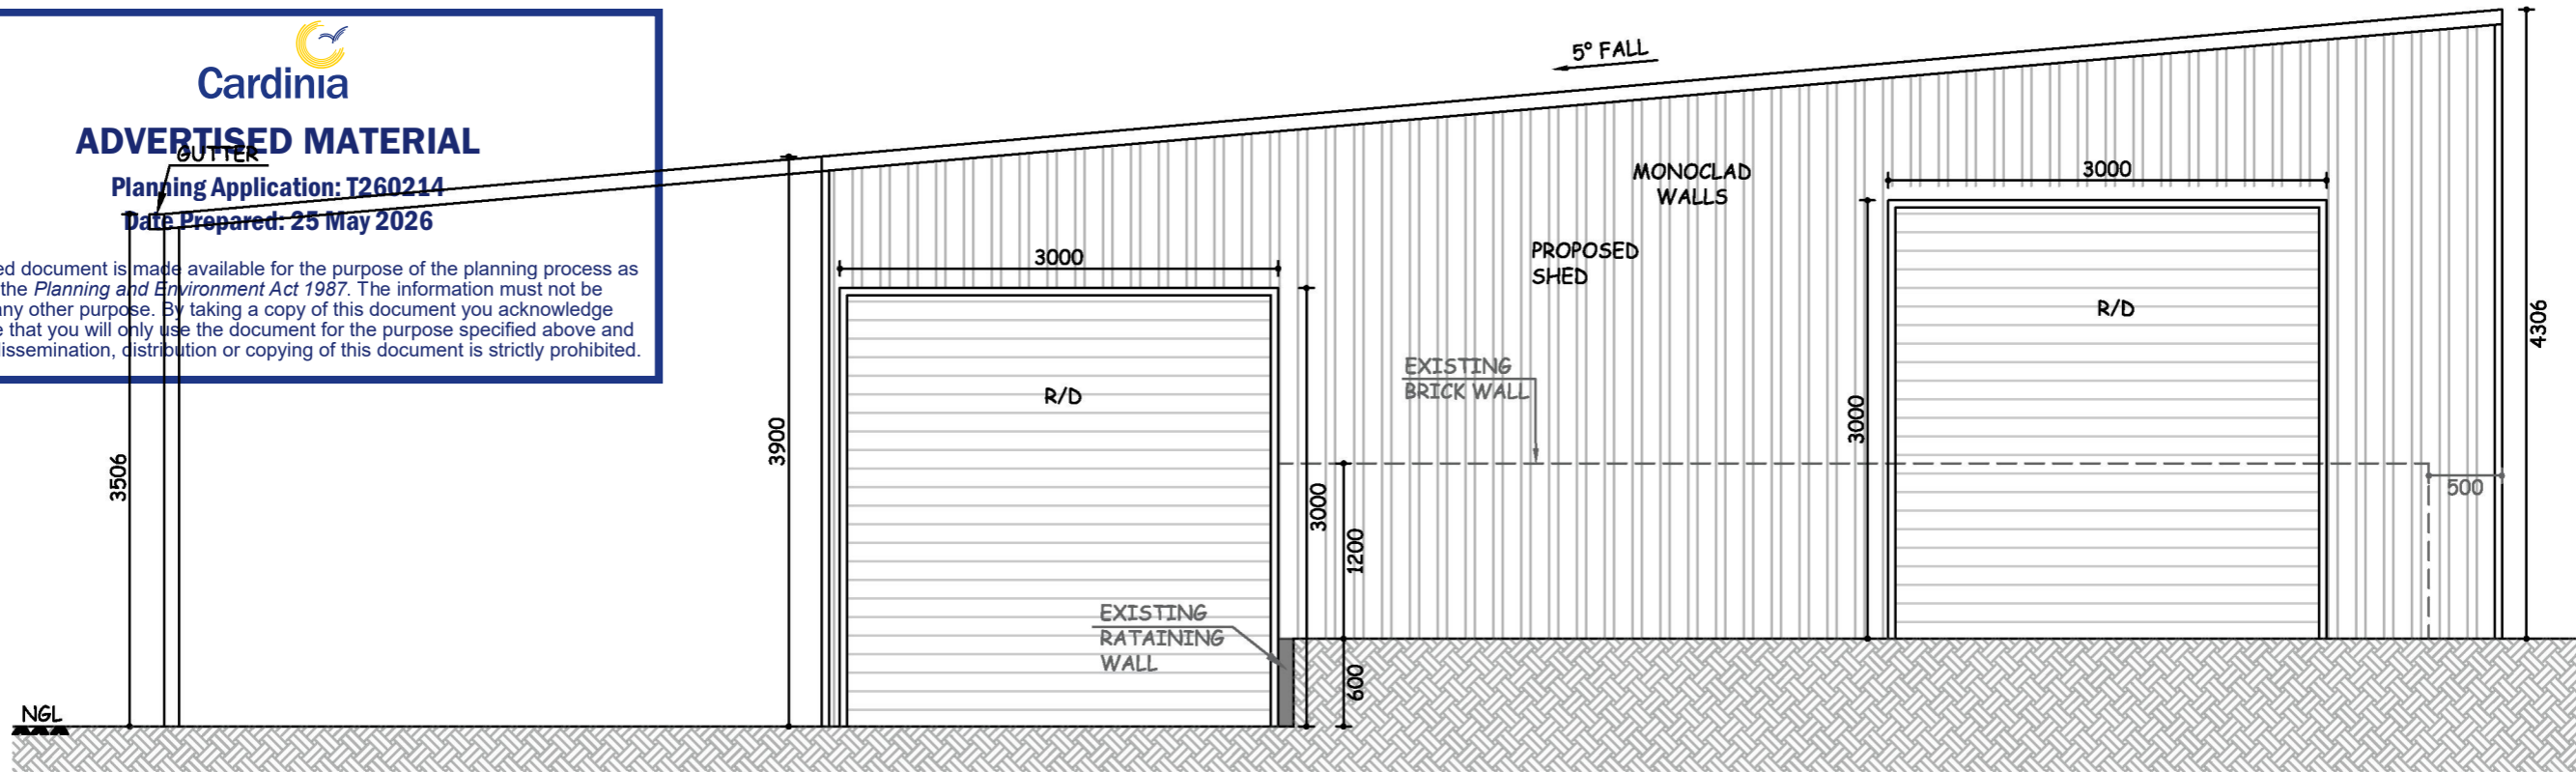 Cardinia
ADVERTISED MATERIAL
Planning Application: T260214
Date Prepared: 25 May 2026
ed document is made available for the purpose of the planning process as
the Planning and Environment Act 1987. The information must not be
any other purpose. By taking a copy of this document you acknowledge
e that you will only use the document for the purpose specified above and
dissemination, distribution or copying of this document is strictly prohibited.
GUTTER
5° FALL
MONOCLAD
WALLS
PROPOSED
SHED
3000
3000
R/D
R/D
EXISTING
BRICK WALL
EXISTING
RATAINING
WALL
3506
3900
3000
1200
600
3000
500
4306
NGL